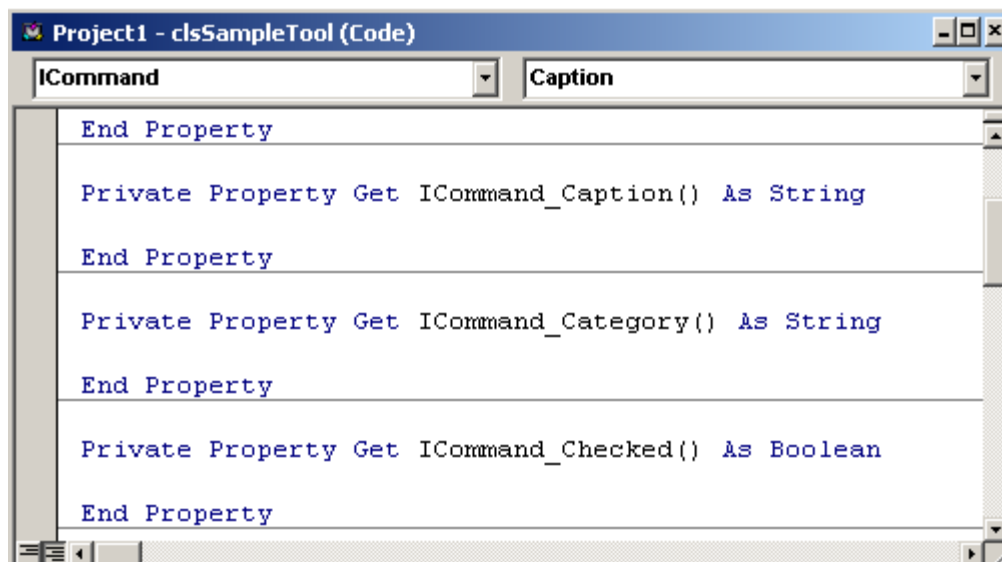 Project1 - clsSampleTool (Code)
ICommand Caption
End Property
Private Property Get ICommand_Caption() As String
End Property
Private Property Get ICommand_Category() As String
End Property
Private Property Get ICommand_Checked() As Boolean
End Property